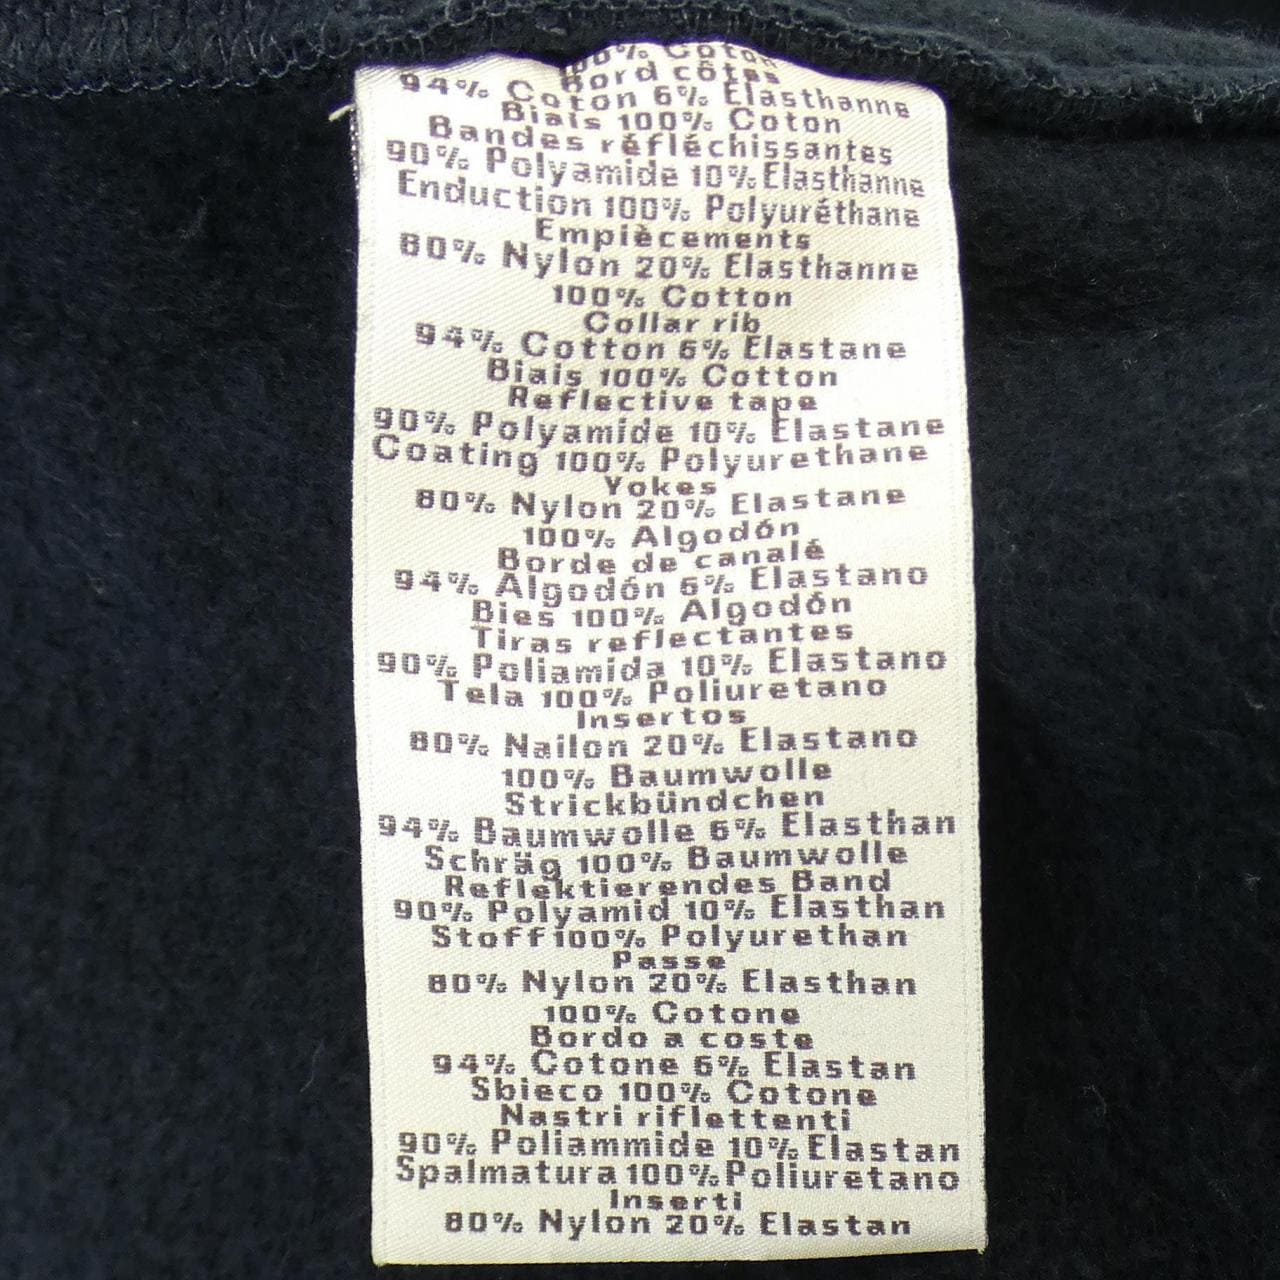 100% Coton
Bord côtes
94% Coton 6% Elasthanne
Biais 100% Coton
Bandes réfléchissantes
90% Polyamide 10% Elasthanne
Enduction 100% Polyuréthane
Empiècements
80% Nylon 20% Elasthanne
100% Cotton
Collar rib
94% Cotton 6% Elastane
Biais 100% Cotton
Reflective tape
90% Polyamide 10% Elastane
Coating 100% Polyurethane
Yokes
80% Nylon 20% Elastane
100% Algodón
Borde de canalé
94% Algodón 6% Elastano
Bies 100% Algodón
Tiras reflectantes
90% Poliamida 10% Elastano
Tela 100% Poliuretano
Insertos
80% Nailon 20% Elastano
100% Baumwolle
Strickbündchen
94% Baumwolle 6% Elasthan
Schräg 100% Baumwolle
Reflektierendes Band
90% Polyamid 10% Elasthan
Stoff 100% Polyurethan
Passe
80% Nylon 20% Elasthan
100% Cotone
Bordo a coste
94% Cotone 6% Elastan
Sbieco 100% Cotone
Nastri riflettenti
90% Poliammide 10% Elastan
Spalmatura 100% Poliuretano
Inserti
80% Nylon 20% Elastan